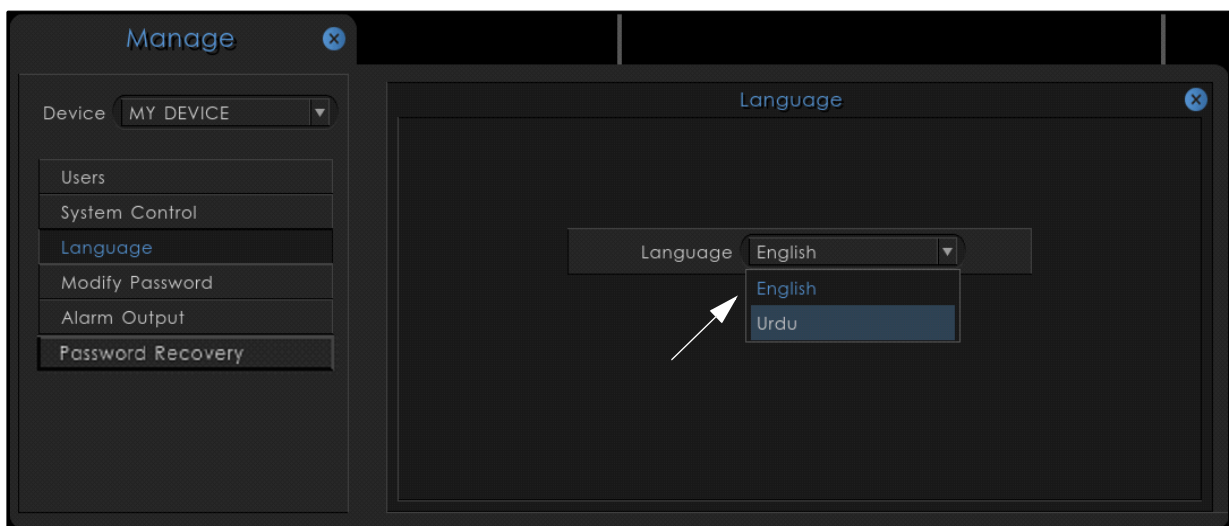 Manage
Device MY DEVICE
Users
System Control
Language
Modify Password
Alarm Output
Password Recovery
Language
Language English
English
Urdu